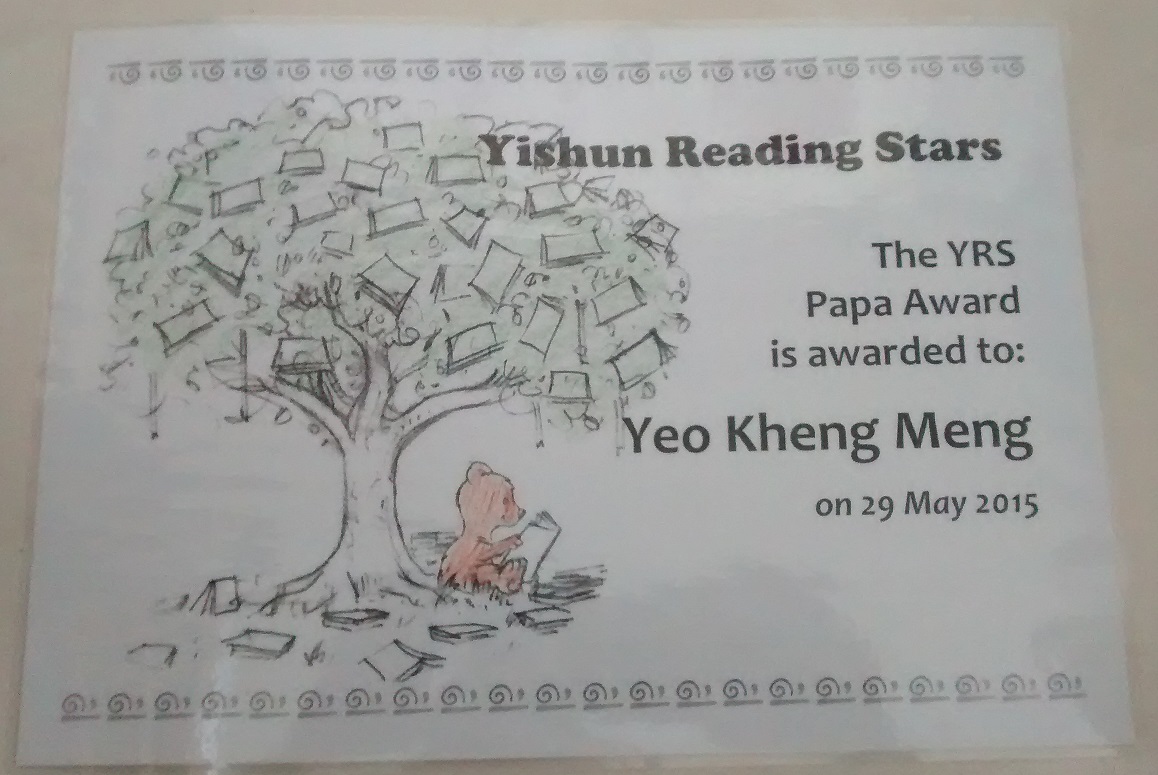 Yishun Reading Stars
The YRS
Papa Award
is awarded to:
Yeo Kheng Meng
on 29 May 2015